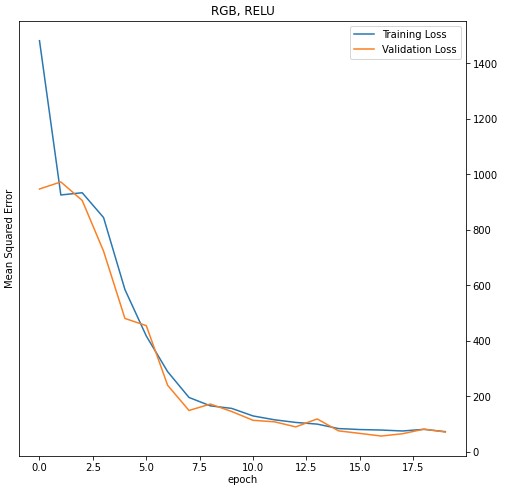 RGB, RELU
Training Loss
Validation Loss
1400
1200
1000
800
600
400
200
0
Mean Squared Error
0.0 2.5 5.0 7.5 10.0 12.5 15.0 17.5
epoch